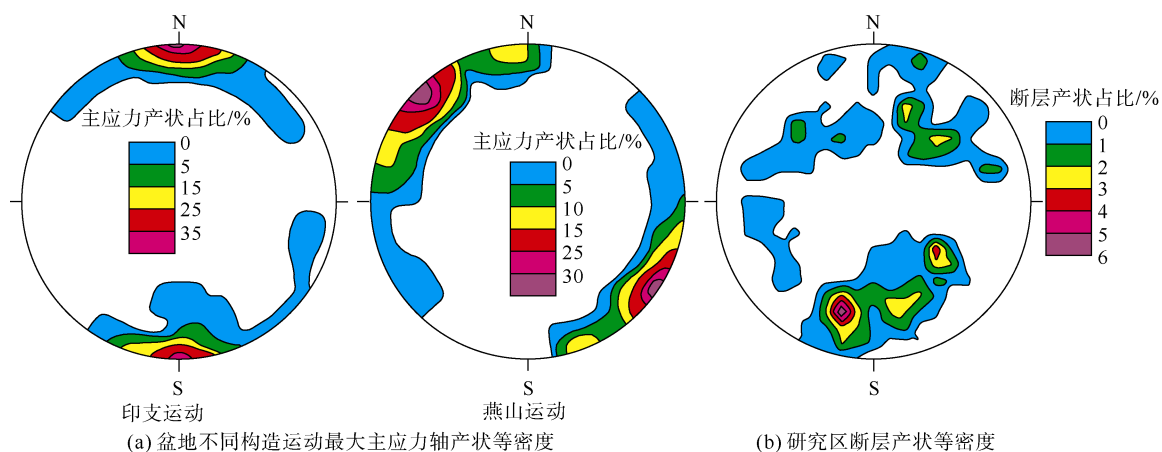 N
N
N
主应力产状占比/%
0
5
15
25
35
主应力产状占比/%
0
5
10
15
25
30
断层产状占比/%
0
1
2
3
4
5
6
S
S
S
印支运动
燕山运动
(a) 盆地不同构造运动最大主应力轴产状等密度
(b) 研究区断层产状等密度